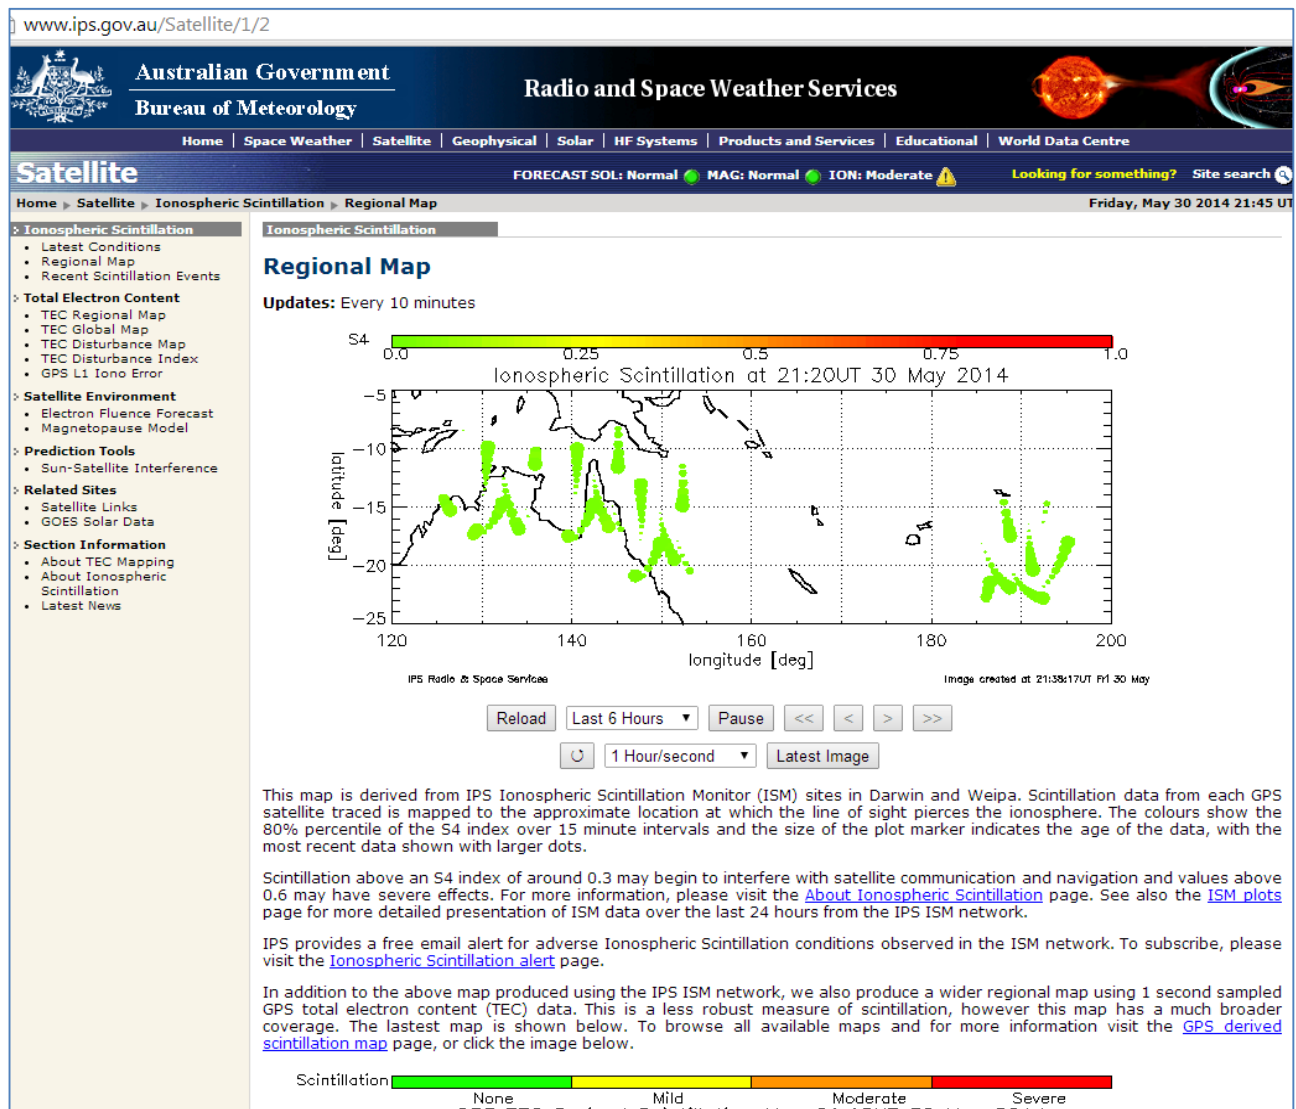 www.ips.gov.au/Satellite/1/2
Australian Government
Bureau of Meteorology
Radio and Space Weather Services
Home | Space Weather | Satellite | Geophysical | Solar | HF Systems | Products and Services | Educational | World Data Centre
Satellite
FORECAST SOL: Normal MAG: Normal ION: Moderate
Looking for something? Site search
Home Satellite Ionospheric Scintillation Regional Map
Friday, May 30 2014 21:45 UT
Ionospheric Scintillation
Latest Conditions
Regional Map
Recent Scintillation Events
Total Electron Content
TEC Regional Map
TEC Global Map
TEC Disturbance Map
TEC Disturbance Index
GPS L1 Iono Error
Satellite Environment
Electron Fluence Forecast
Magnetopause Model
Prediction Tools
Sun-Satellite Interference
Related Sites
Satellite Links
GOES Solar Data
Section Information
About TEC Mapping
About Ionospheric
Scintillation
Latest News
Ionospheric Scintillation
Regional Map
Updates: Every 10 minutes
S4
0.0 0.25 0.5 0.75 1.0
Ionospheric Scintillation at 21:20UT 30 May 2014
latitude [deg]
-5
-10
-15
-20
-25
120 140 160 180 200
longitude [deg]
IPS Radio & Space Services
Image created at 21:38:17UT Fri 30 May
Reload Last 6 Hours Pause << < > >>
1 Hour/second Latest Image
This map is derived from IPS Ionospheric Scintillation Monitor (ISM) sites in Darwin and Weipa. Scintillation data from each GPS
satellite traced is mapped to the approximate location at which the line of sight pierces the ionosphere. The colours show the
80% percentile of the S4 index over 15 minute intervals and the size of the plot marker indicates the age of the data, with the
most recent data shown with larger dots.
Scintillation above an S4 index of around 0.3 may begin to interfere with satellite communication and navigation and values above
0.6 may have severe effects. For more information, please visit the About Ionospheric Scintillation page. See also the ISM plots
page for more detailed presentation of ISM data over the last 24 hours from the IPS ISM network.
IPS provides a free email alert for adverse Ionospheric Scintillation conditions observed in the ISM network. To subscribe, please
visit the Ionospheric Scintillation alert page.
In addition to the above map produced using the IPS ISM network, we also produce a wider regional map using 1 second sampled
GPS total electron content (TEC) data. This is a less robust measure of scintillation, however this map has a much broader
coverage. The lastest map is shown below. To browse all available maps and for more information visit the GPS derived
scintillation map page, or click the image below.
Scintillation
None Mild Moderate Severe